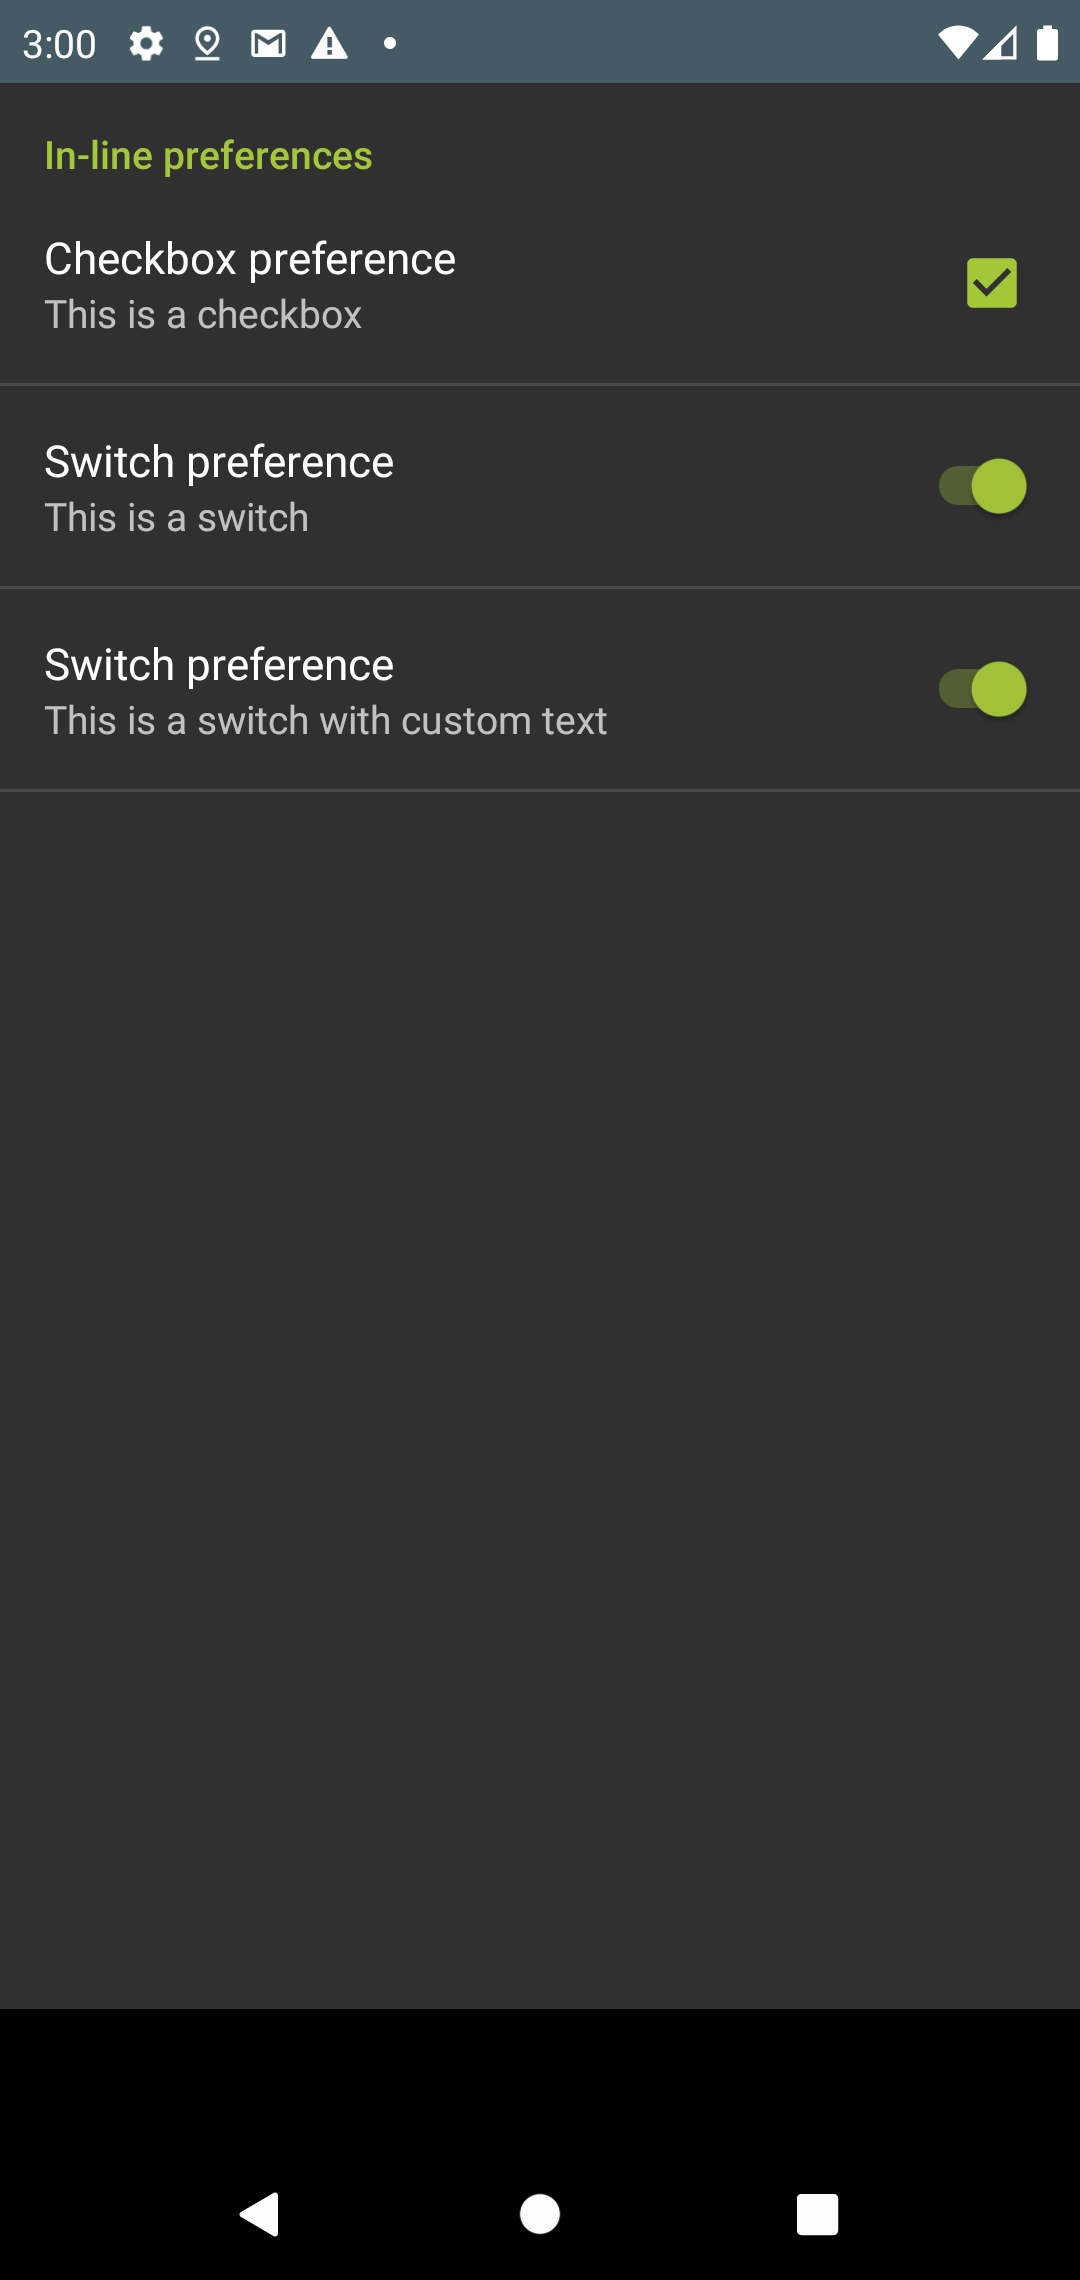 3:00
In-line preferences
Checkbox preference
This is a checkbox
Switch preference
This is a switch
Switch preference
This is a switch with custom text